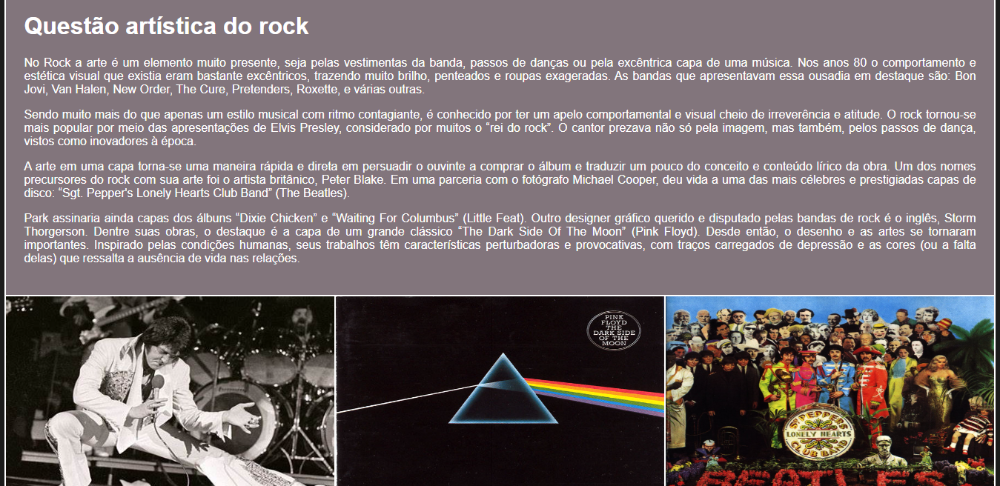 Questão artística do rock
No Rock a arte é um elemento muito presente, seja pelas vestimentas da banda, passos de danças ou pela excêntrica capa de uma música. Nos anos 80 o comportamento e
estética visual que existia eram bastante excêntricos, trazendo muito brilho, penteados e roupas exageradas. As bandas que apresentavam essa ousadia em destaque são: Bon
Jovi, Van Halen, New Order, The Cure, Pretenders, Roxette, e várias outras.
Sendo muito mais do que apenas um estilo musical com ritmo contagiante, é conhecido por ter um apelo comportamental e visual cheio de irreverência e atitude. O rock tornou-se
mais popular por meio das apresentações de Elvis Presley, considerado por muitos o “rei do rock”. O cantor prezava não só pela imagem, mas também, pelos passos de dança,
vistos como inovadores à época.
A arte em uma capa torna-se uma maneira rápida e direta em persuadir o ouvinte a comprar o álbum e traduzir um pouco do conceito e conteúdo lírico da obra. Um dos nomes
precursores do rock com sua arte foi o artista britânico, Peter Blake. Em uma parceria com o fotógrafo Michael Cooper, deu vida a uma das mais célebres e prestigiadas capas de
disco: “Sgt. Pepper's Lonely Hearts Club Band” (The Beatles).
Park assinaria ainda capas dos álbuns “Dixie Chicken” e “Waiting For Columbus” (Little Feat). Outro designer gráfico querido e disputado pelas bandas de rock é o inglês, Storm
Thorgerson. Dentre suas obras, o destaque é a capa de um grande clássico “The Dark Side Of The Moon” (Pink Floyd). Desde então, o desenho e as artes se tornaram
importantes. Inspirado pelas condições humanas, seus trabalhos têm características perturbadoras e provocativas, com traços carregados de depressão e as cores (ou a falta
delas) que ressalta a ausência de vida nas relações.
PINK
FLOYD
THE
DARK SIDE
OF THE
MOON
SGT. PEPPERS
LONELY HEARTS
CLUB BAND
BEATLES